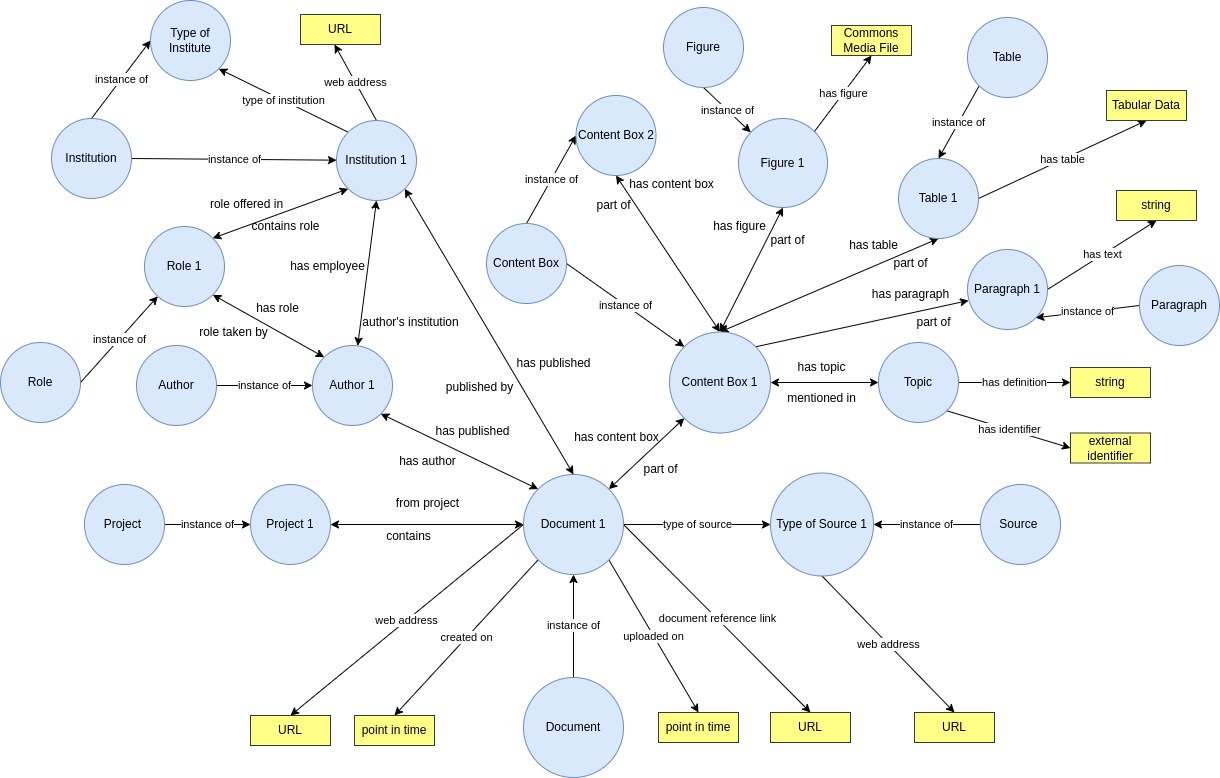 Type of
Institute
URL
Figure
Commons
Media File
Table
instance of
web address
type of institution
has figure
instance of
Tabular Data
instance of
Content Box 2
Institution
instance of
Institution 1
Figure 1
has table
instance of
has content box
part of
Table 1
string
role offered in
contains role
has figure
part of
has table
part of
has text
Role 1
has employee
Content Box
Paragraph 1
Paragraph
instance of
has paragraph
part of
instance of
has role
role taken by
author's institution
instance of
has published
published by
has topic
mentioned in
Role
Author
instance of
Author 1
Content Box 1
Topic
has definition
string
has published
has author
has content box
part of
has identifier
external
identifier
Project
instance of
Project 1
from project
contains
Document 1
type of source
Type of Source 1
instance of
Source
web address
created on
instance of
uploaded on
document reference link
web address
URL
point in time
Document
point in time
URL
URL